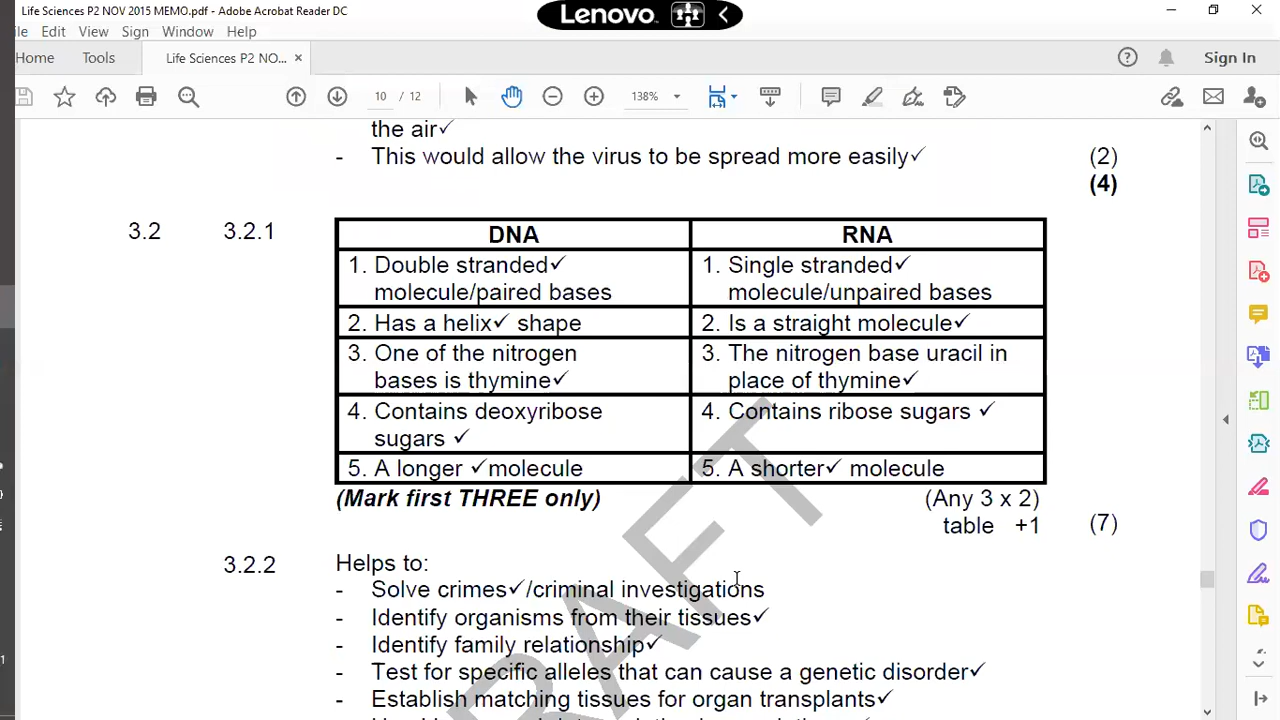 Life Sciences P2 NOV 2015 MEMO.pdf - Adobe Acrobat Reader DC
Lenovo
ile Edit View Sign Window Help
Home Tools Life Sciences P2 NO... × Sign In
10 / 12 138%
the air✓
- This would allow the virus to be spread more easily✓ (2)
(4)
3.2 3.2.1
DNA RNA
1. Double stranded✓ 1. Single stranded✓
molecule/paired bases molecule/unpaired bases
2. Has a helix✓ shape 2. Is a straight molecule✓
3. One of the nitrogen 3. The nitrogen base uracil in
bases is thymine✓ place of thymine✓
4. Contains deoxyribose 4. Contains ribose sugars ✓
sugars ✓
5. A longer ✓molecule 5. A shorter✓ molecule
(Mark first THREE only) (Any 3 x 2)
table +1 (7)
3.2.2 Helps to:
- Solve crimes✓/criminal investigations
- Identify organisms from their tissues✓
- Identify family relationship✓
- Test for specific alleles that can cause a genetic disorder✓
- Establish matching tissues for organ transplants✓
RAFT